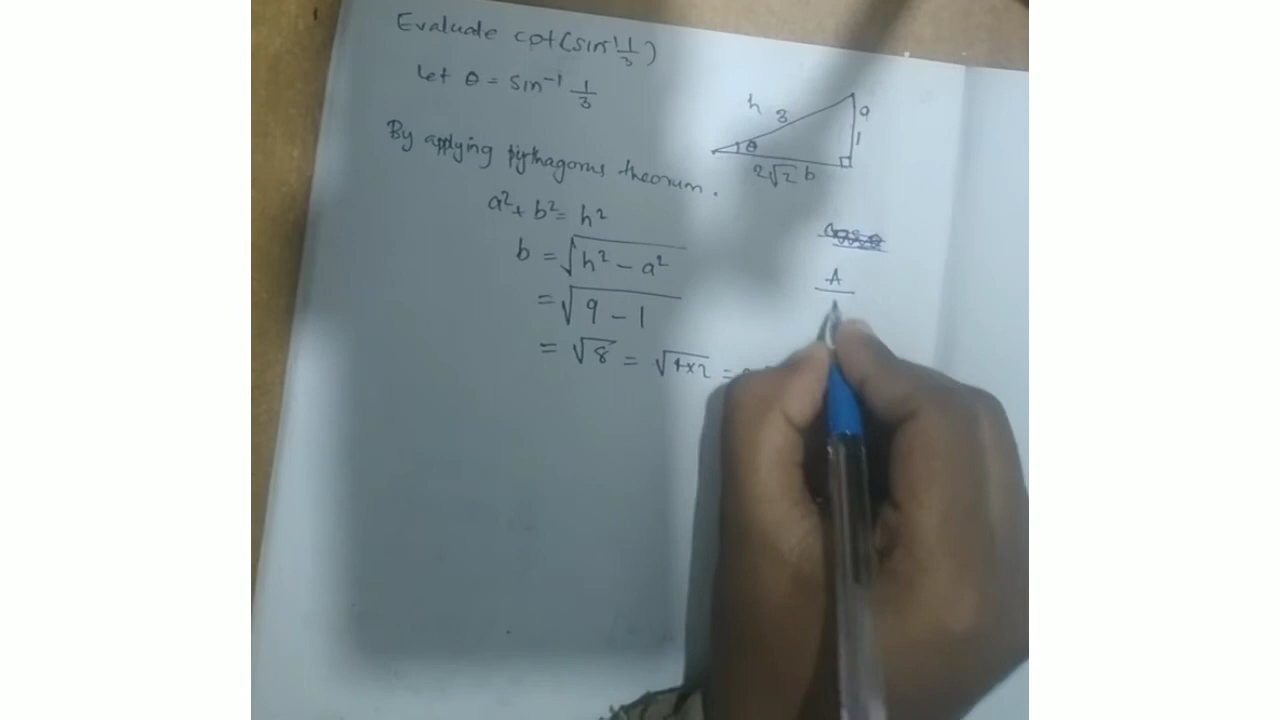 Evaluate cot(sin⁻¹ 1/3)
Let θ = sin⁻¹ 1/3
h 3 a
θ 1
2√2 b
By applying pythagorus theorum.
a² + b² = h²
b = √h² - a²
A
= √9 - 1
= √8 = √4×2 =